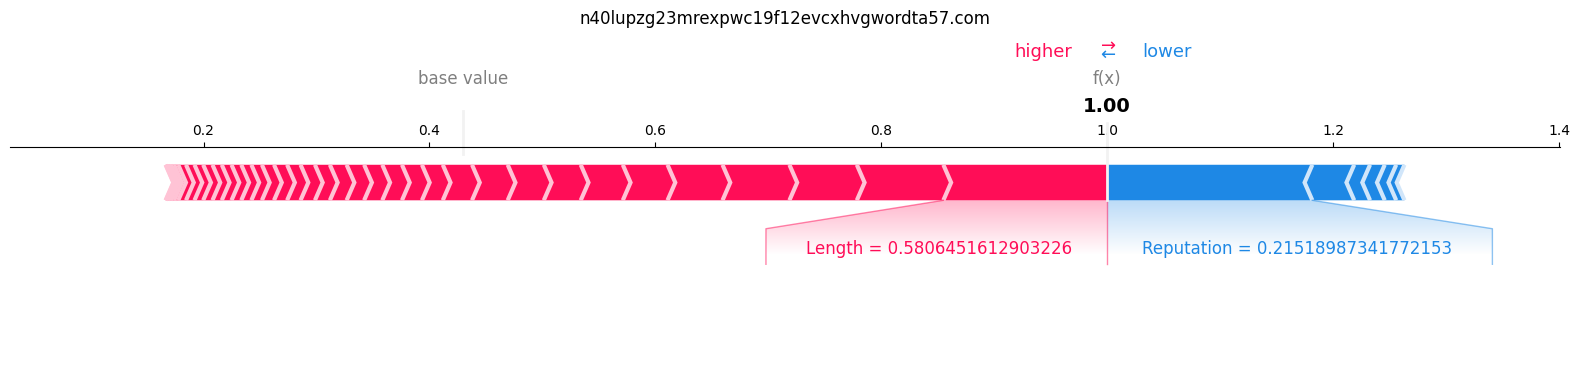 n40lupzg23mrexpwc19f12evcxhvgwordta57.com
higher → ← lower
base value f(x)
1.00
0.2 0.4 0.6 0.8 1.0 1.2 1.4
Length = 0.5806451612903226 Reputation = 0.21518987341772153